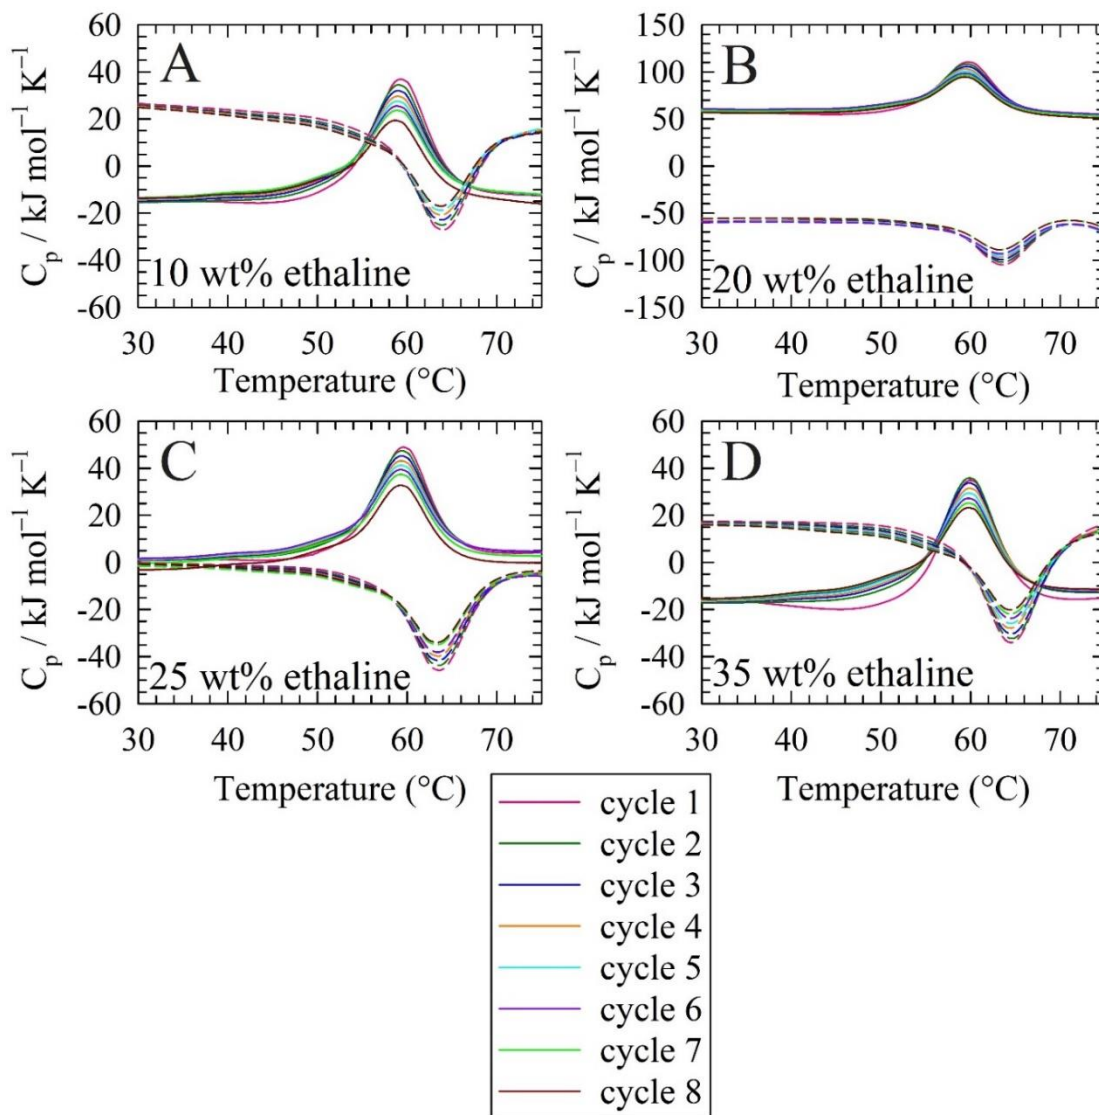 A
C_p / kJ mol⁻¹ K⁻¹
60
40
20
0
-20
-40
-60
10 wt% ethaline
30 40 50 60 70
Temperature (°C)
B
C_p / kJ mol⁻¹ K⁻¹
150
100
50
0
-50
-100
-150
20 wt% ethaline
30 40 50 60 70
Temperature (°C)
C
C_p / kJ mol⁻¹ K⁻¹
60
40
20
0
-20
-40
-60
25 wt% ethaline
30 40 50 60 70
Temperature (°C)
D
C_p / kJ mol⁻¹ K⁻¹
60
40
20
0
-20
-40
-60
35 wt% ethaline
30 40 50 60 70
Temperature (°C)
cycle 1
cycle 2
cycle 3
cycle 4
cycle 5
cycle 6
cycle 7
cycle 8